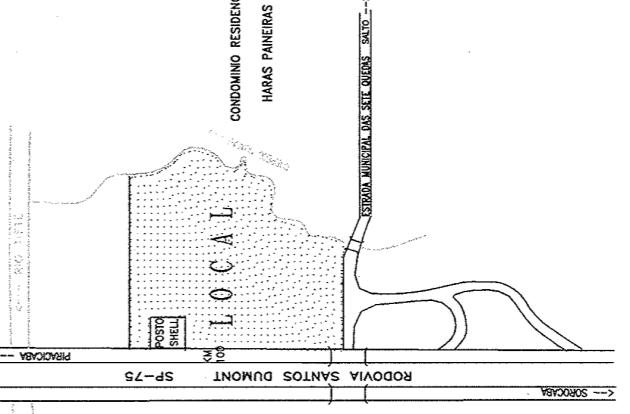 CONDOMINIO RESIDENC
HARAS PAINEIRAS
ESTRADA MUNICIPAL DAS SETE QUEDAS SALTO --
LOCAL
POSTO
SHELL
KM
100
PIRACICABA --
RODOVIA SANTOS DUMONT SP-75
<-- SOROCABA